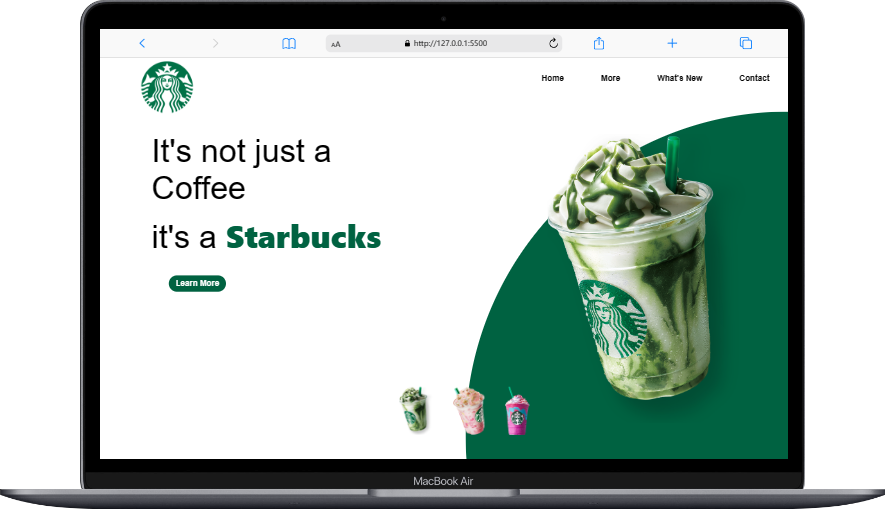 AA
http://127.0.0.1:5500
Home More What's New Contact
It's not just a
Coffee
it's a Starbucks
Learn More
MacBook Air